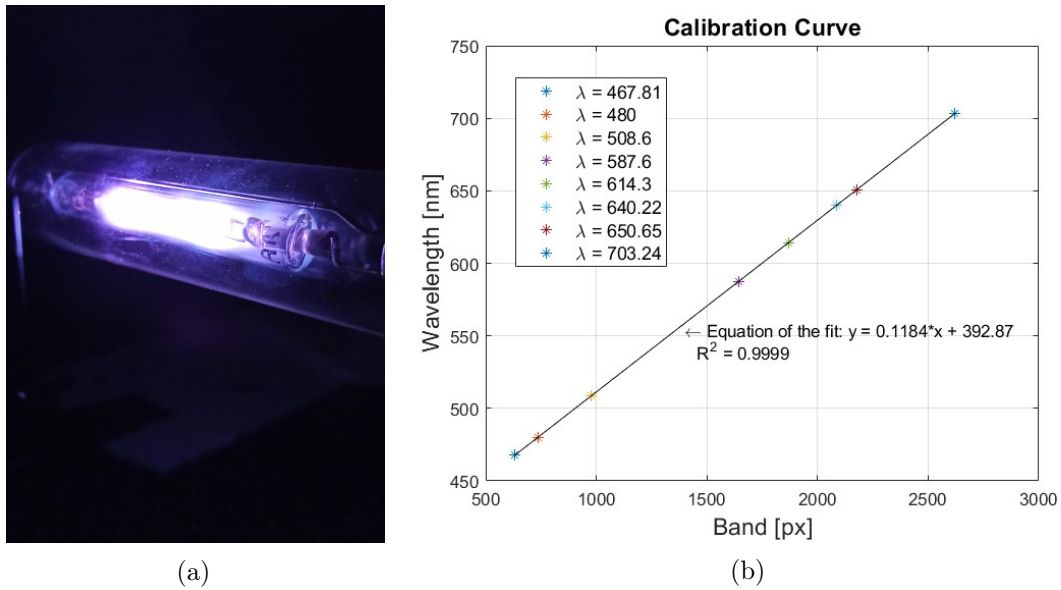 Calibration Curve
Wavelength [nm]
750
700
650
600
550
500
450
λ = 467.81
λ = 480
λ = 508.6
λ = 587.6
λ = 614.3
λ = 640.22
λ = 650.65
λ = 703.24
← Equation of the fit: y = 0.1184*x + 392.87
R² = 0.9999
500 1000 1500 2000 2500 3000
Band [px]
(a) (b)